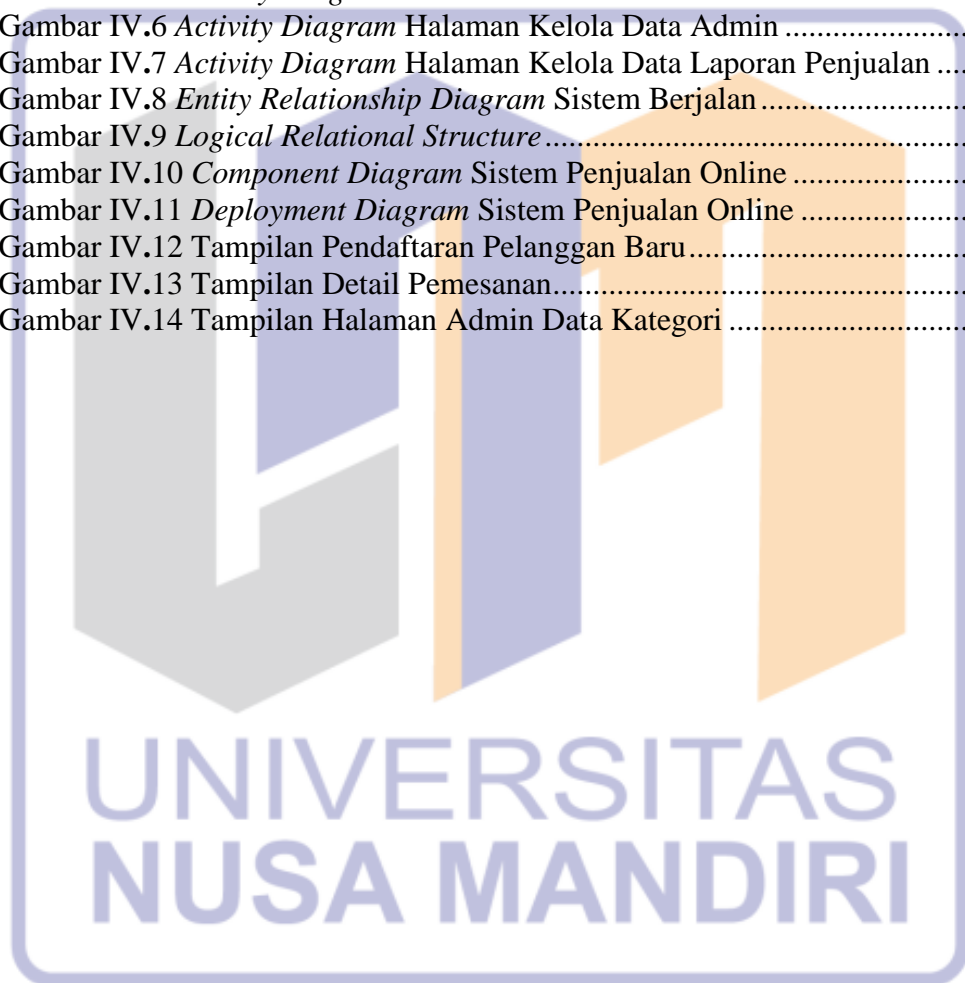 Gambar IV.6 Activity Diagram Halaman Kelola Data Admin ......................
Gambar IV.7 Activity Diagram Halaman Kelola Data Laporan Penjualan ....
Gambar IV.8 Entity Relationship Diagram Sistem Berjalan .........................
Gambar IV.9 Logical Relational Structure ....................................................
Gambar IV.10 Component Diagram Sistem Penjualan Online .....................
Gambar IV.11 Deployment Diagram Sistem Penjualan Online ....................
Gambar IV.12 Tampilan Pendaftaran Pelanggan Baru..................................
Gambar IV.13 Tampilan Detail Pemesanan...................................................
Gambar IV.14 Tampilan Halaman Admin Data Kategori .............................
UNIVERSITAS
NUSA MANDIRI